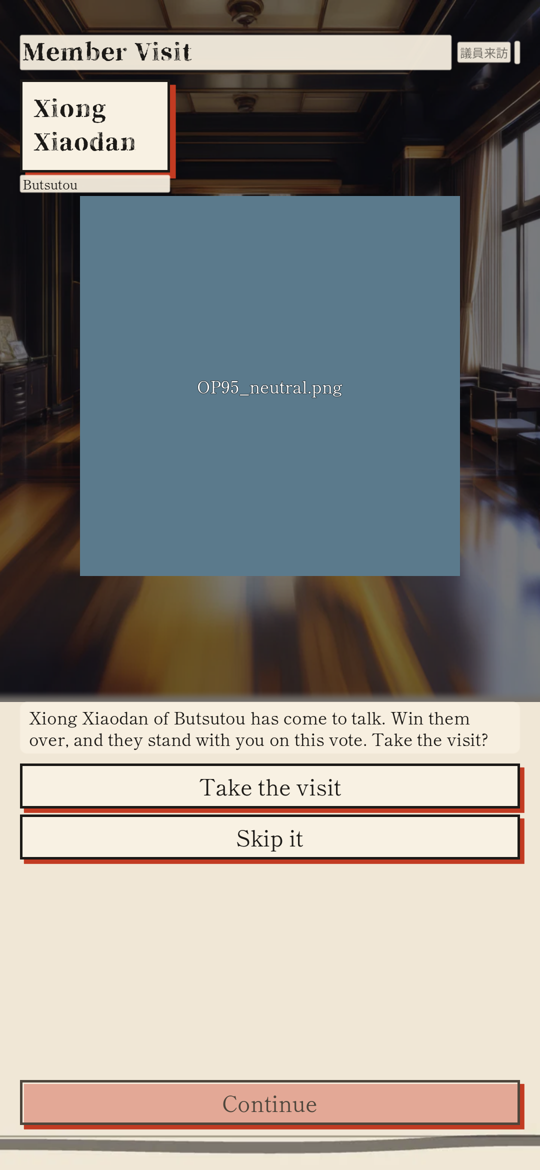 Member Visit
議員来訪
Xiong
Xiaodan
Butsutou
OP95_neutral.png
Xiong Xiaodan of Butsutou has come to talk. Win them
over, and they stand with you on this vote. Take the visit?
Take the visit
Skip it
Continue